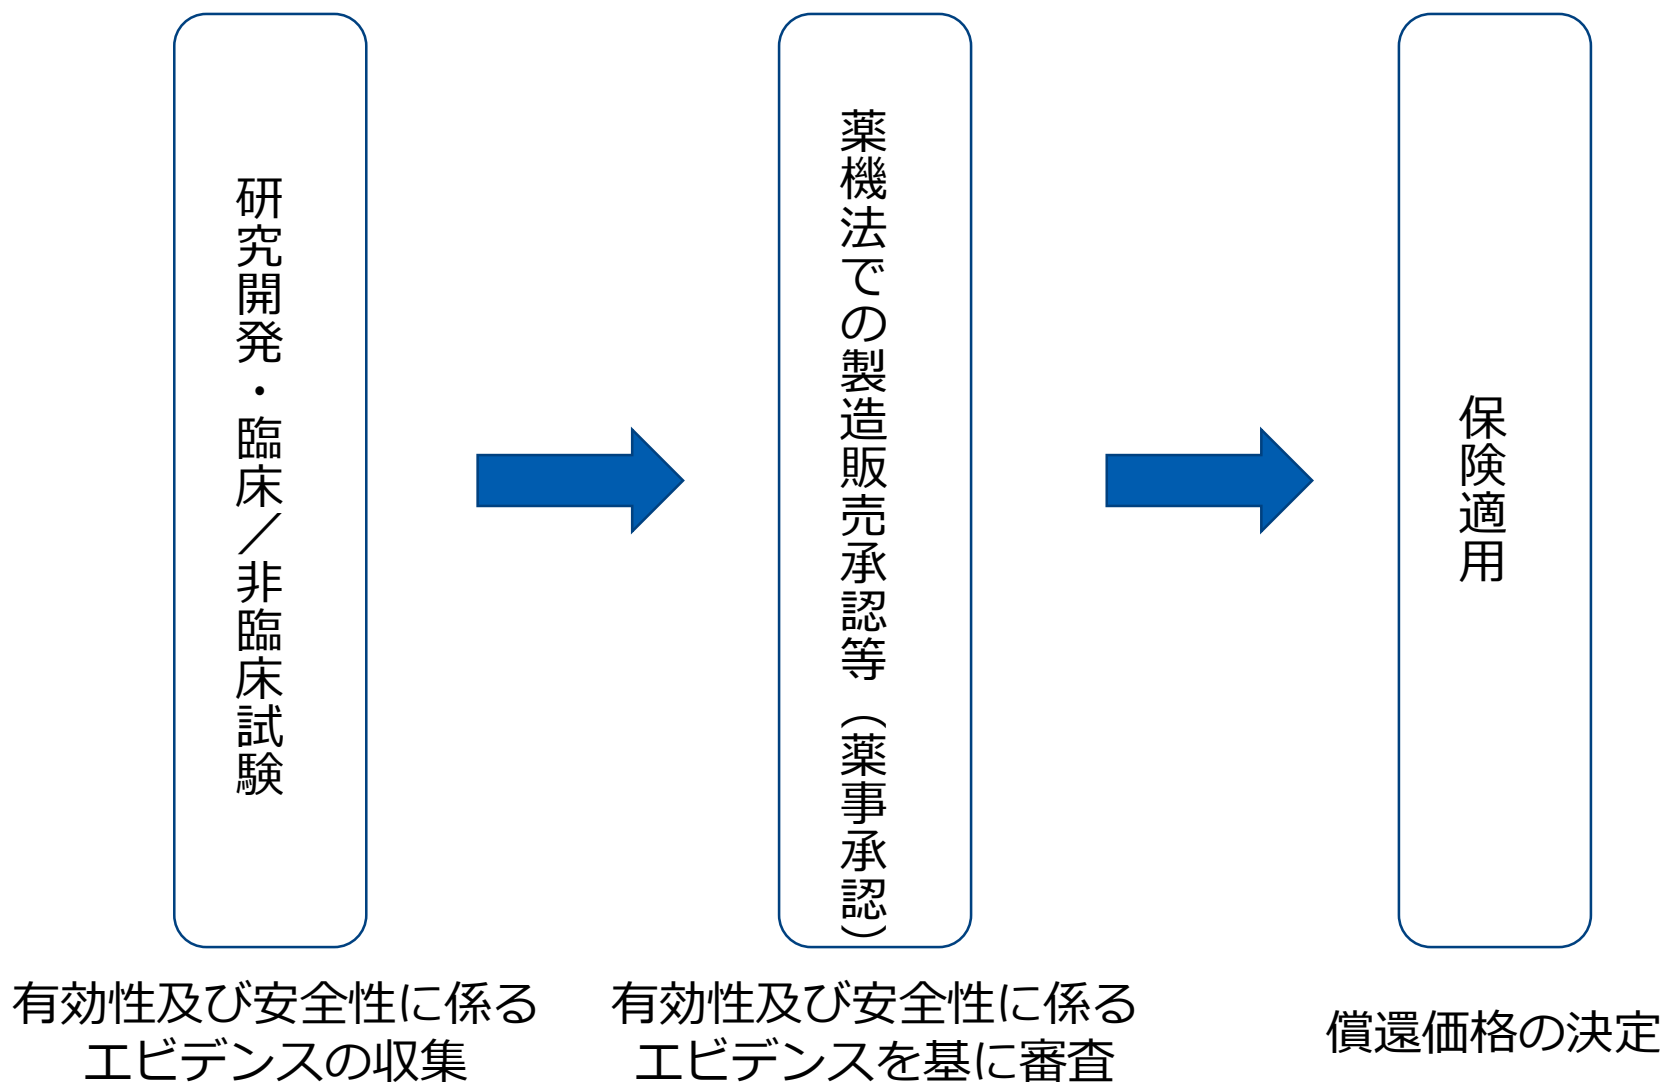 研究開発・臨床／非臨床試験
薬機法での製造販売承認等（薬事承認）
保険適用
有効性及び安全性に係る
エビデンスの収集
有効性及び安全性に係る
エビデンスを基に審査
償還価格の決定